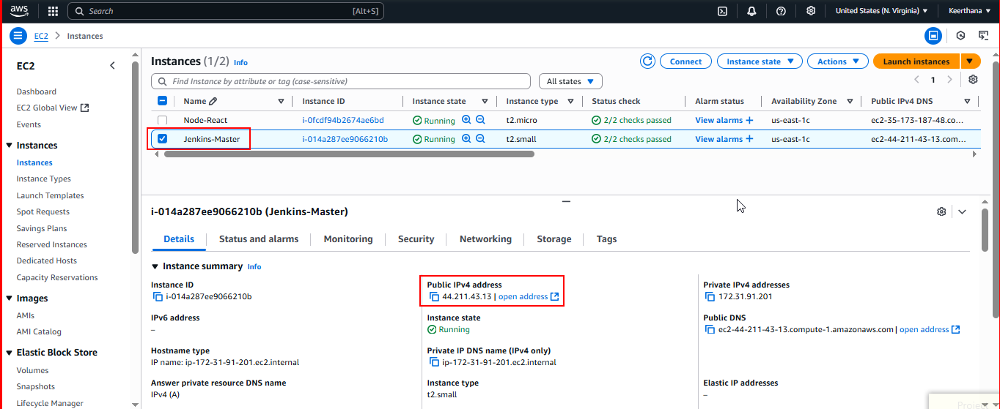 aws Search [Alt+S] United States (N. Virginia) Keerthana
EC2 > Instances
EC2
Dashboard
EC2 Global View
Events
Instances
Instances
Instance Types
Launch Templates
Spot Requests
Savings Plans
Reserved Instances
Dedicated Hosts
Capacity Reservations
Images
AMIs
AMI Catalog
Elastic Block Store
Volumes
Snapshots
Lifecycle Manager
Instances (1/2) Info Connect Instance state Actions Launch instances
Find Instance by attribute or tag (case-sensitive) All states 1
Name Instance ID Instance state Instance type Status check Alarm status Availability Zone Public IPv4 DNS
Node-React i-0fcdf94b2674ae6bd Running t2.micro 2/2 checks passed View alarms + us-east-1c ec2-35-173-187-48.co...
Jenkins-Master i-014a287ee9066210b Running t2.small 2/2 checks passed View alarms + us-east-1c ec2-44-211-43-13.com...
i-014a287ee9066210b (Jenkins-Master)
Details Status and alarms Monitoring Security Networking Storage Tags
Instance summary Info
Instance ID
i-014a287ee9066210b
Public IPv4 address
44.211.43.13 | open address
Private IPv4 addresses
172.31.91.201
IPv6 address
–
Instance state
Running
Public DNS
ec2-44-211-43-13.compute-1.amazonaws.com | open address
Hostname type
IP name: ip-172-31-91-201.ec2.internal
Private IP DNS name (IPv4 only)
ip-172-31-91-201.ec2.internal
Answer private resource DNS name
IPv4 (A)
Instance type
t2.small
Elastic IP addresses
–